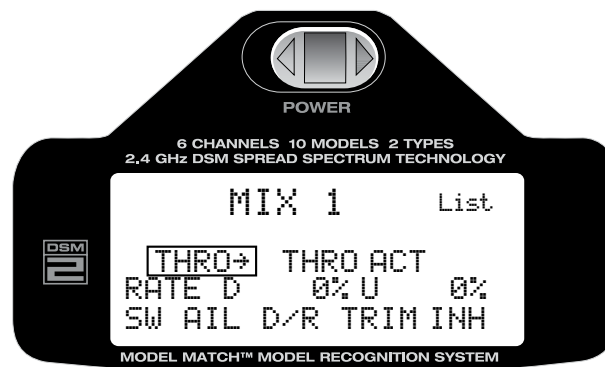 POWER
6 CHANNELS 10 MODELS 2 TYPES
2.4 GHz DSM SPREAD SPECTRUM TECHNOLOGY
MIX 1 List
DSM
2
THRO→ THRO ACT
RATE D 0% U 0%
SW AIL D/R TRIM INH
MODEL MATCH™ MODEL RECOGNITION SYSTEM